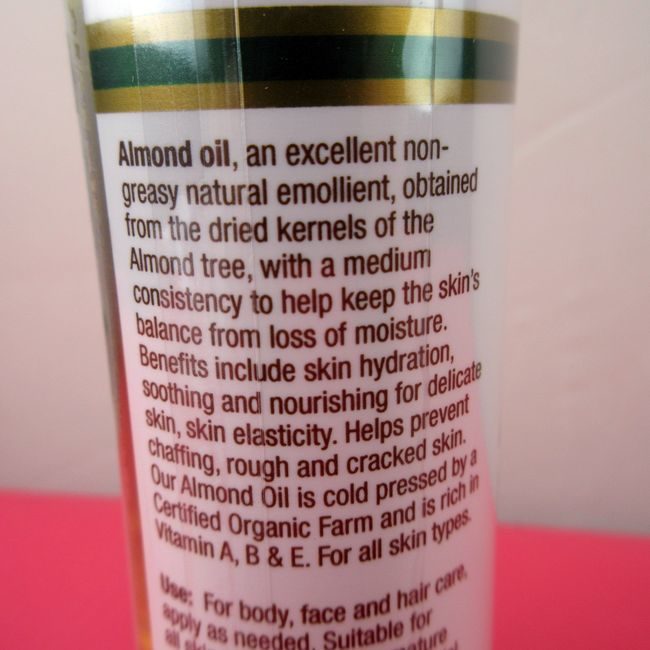 Almond oil, an excellent non-
greasy natural emollient, obtained
from the dried kernels of the
Almond tree, with a medium
consistency to help keep the skin's
balance from loss of moisture.
Benefits include skin hydration,
soothing and nourishing for delicate
skin, skin elasticity. Helps prevent
chaffing, rough and cracked skin.
Our Almond Oil is cold pressed by a
Certified Organic Farm and is rich in
Vitamin A, B & E. For all skin types.
Use: For body, face and hair care,
apply as needed. Suitable for
all